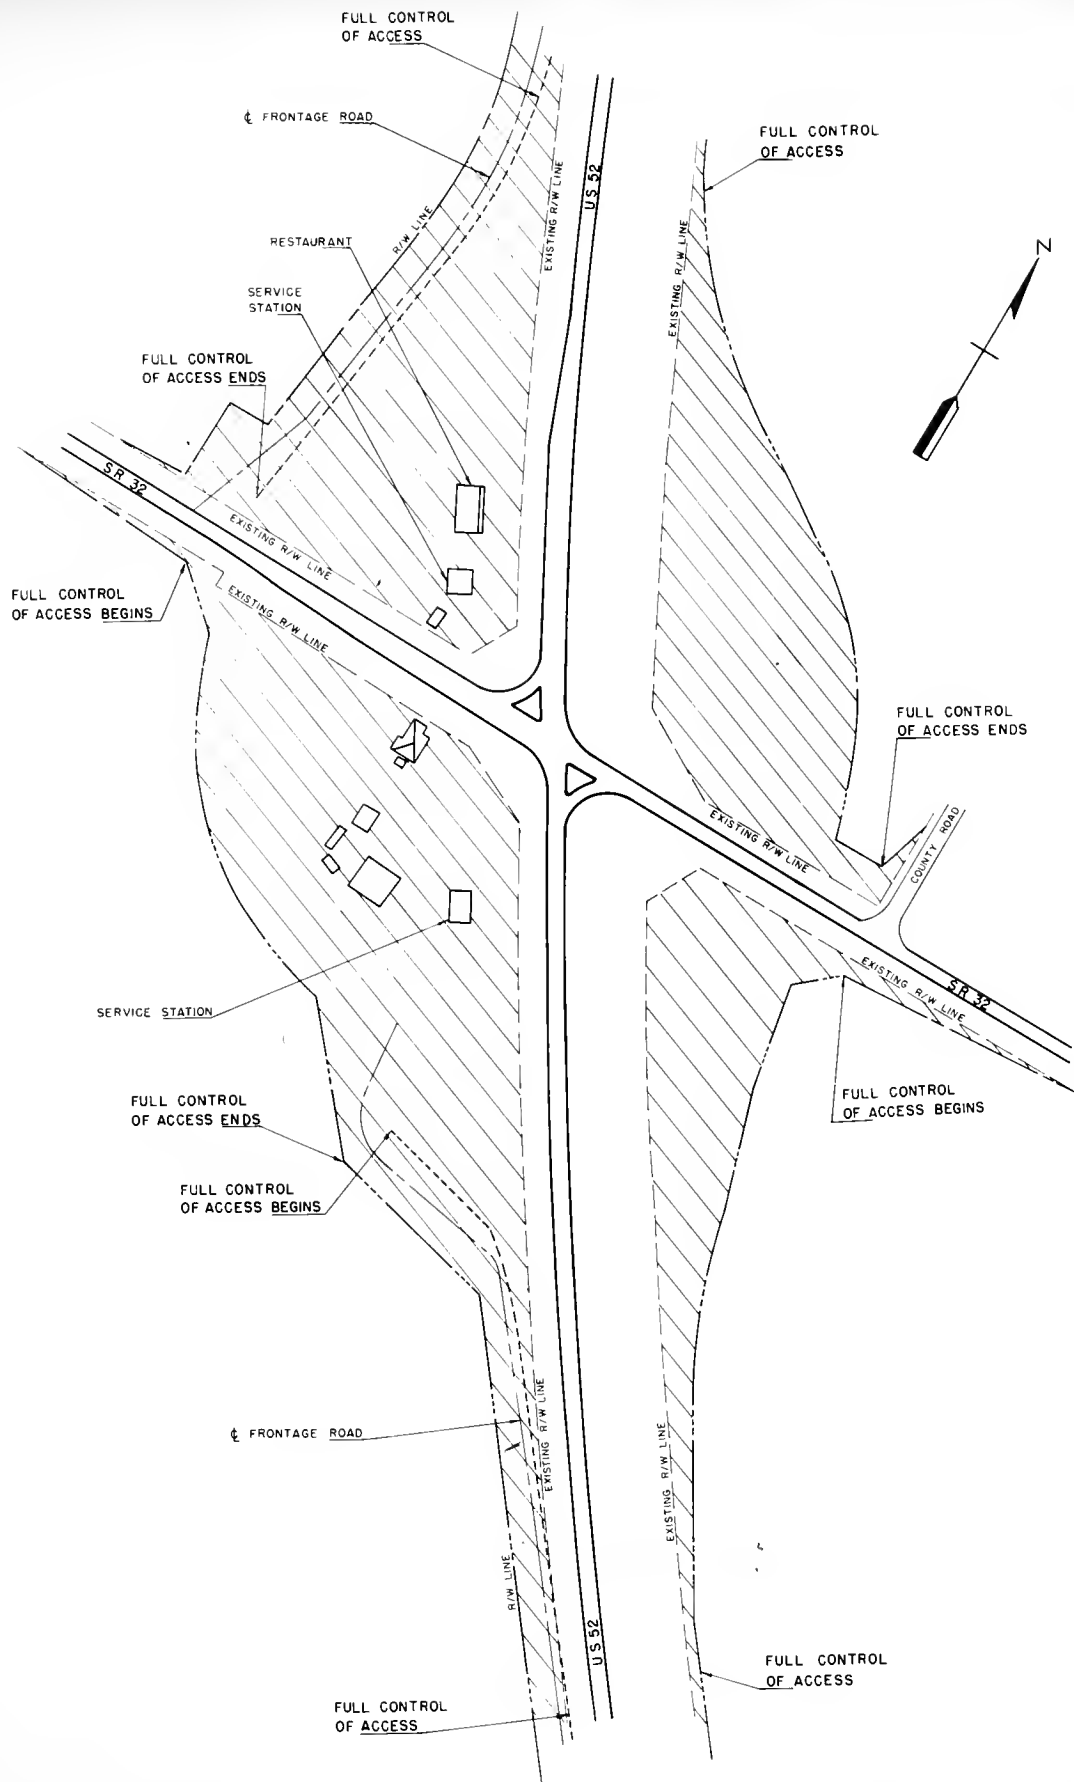 FULL CONTROL
OF ACCESS
℄ FRONTAGE ROAD
FULL CONTROL
OF ACCESS
US 52
EXISTING R/W LINE
EXISTING R/W LINE
R/W LINE
N
RESTAURANT
SERVICE
STATION
FULL CONTROL
OF ACCESS ENDS
SR 32
EXISTING R/W LINE
FULL CONTROL
OF ACCESS BEGINS
EXISTING R/W LINE
FULL CONTROL
OF ACCESS ENDS
EXISTING R/W LINE
COUNTY ROAD
EXISTING R/W LINE
SR 32
SERVICE STATION
FULL CONTROL
OF ACCESS ENDS
FULL CONTROL
OF ACCESS BEGINS
FULL CONTROL
OF ACCESS BEGINS
℄ FRONTAGE ROAD
EXISTING R/W LINE
EXISTING R/W LINE
R/W LINE
US 52
FULL CONTROL
OF ACCESS
FULL CONTROL
OF ACCESS